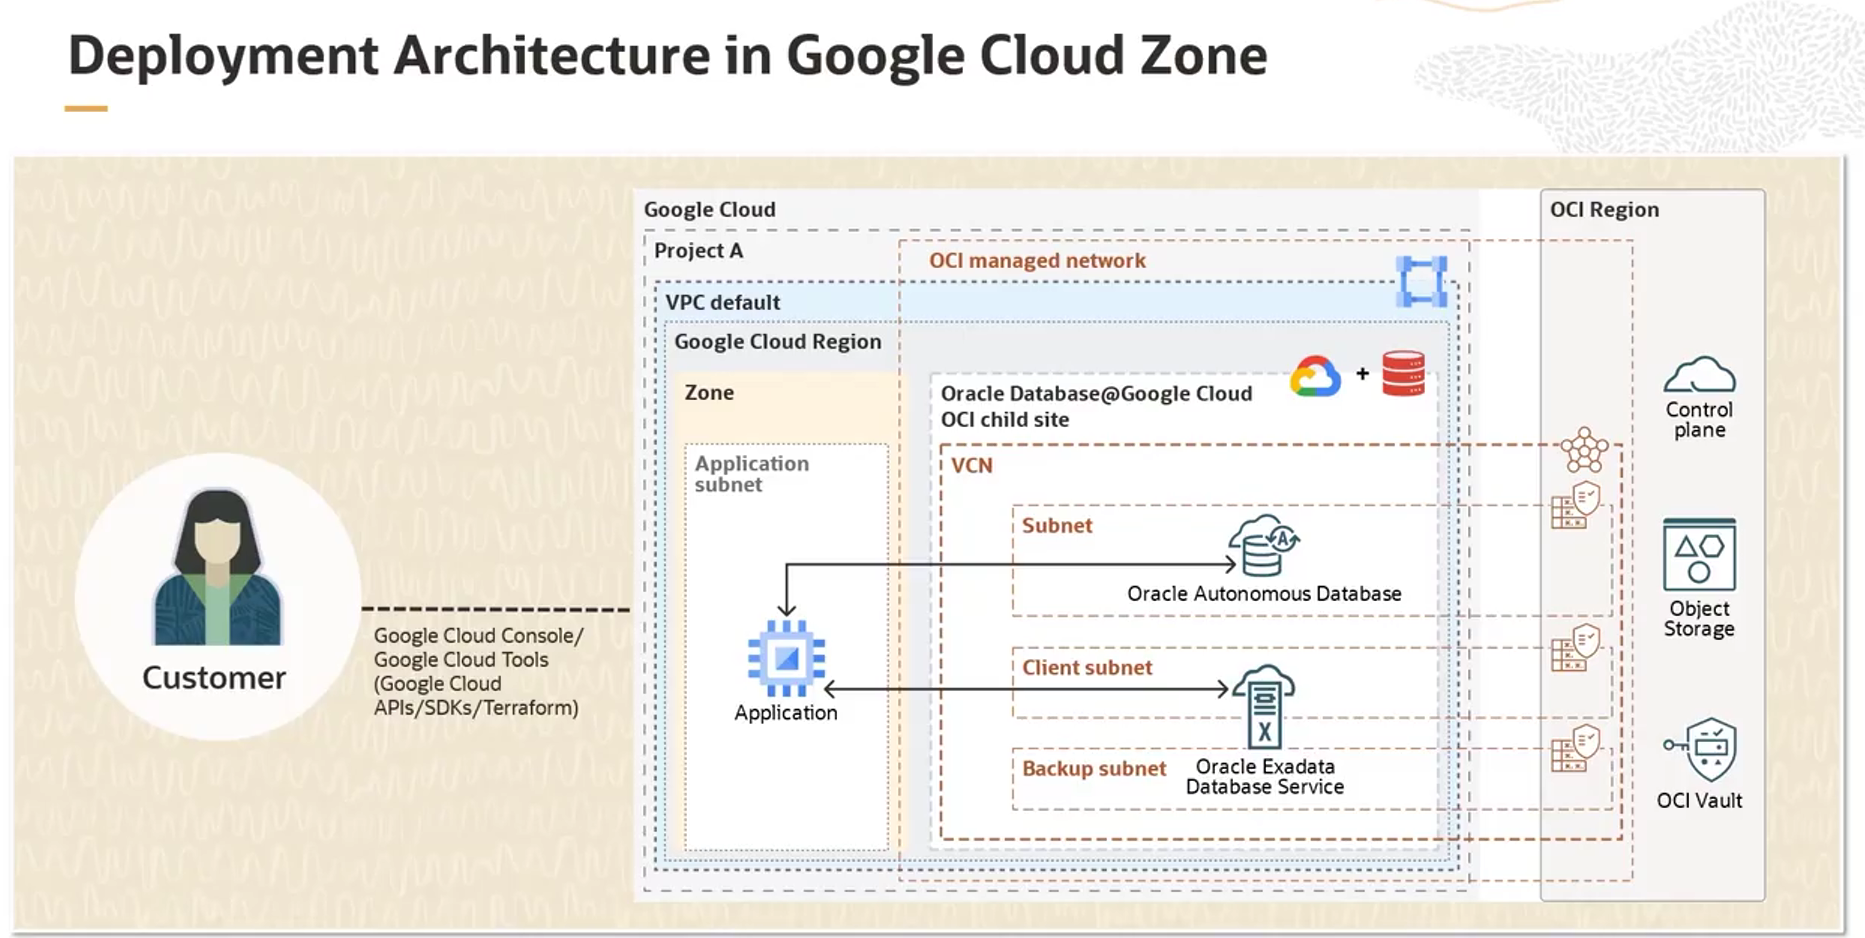 Deployment Architecture in Google Cloud Zone
Google Cloud
OCI Region
Project A
OCI managed network
VPC default
Google Cloud Region
Zone
Oracle Database@Google Cloud
OCI child site
+
Application
subnet
VCN
Subnet
A
Oracle Autonomous Database
Client subnet
X
Application
Backup subnet
Oracle Exadata
Database Service
Control
plane
Object
Storage
OCI Vault
Customer
Google Cloud Console/
Google Cloud Tools
(Google Cloud
APIs/SDKs/Terraform)